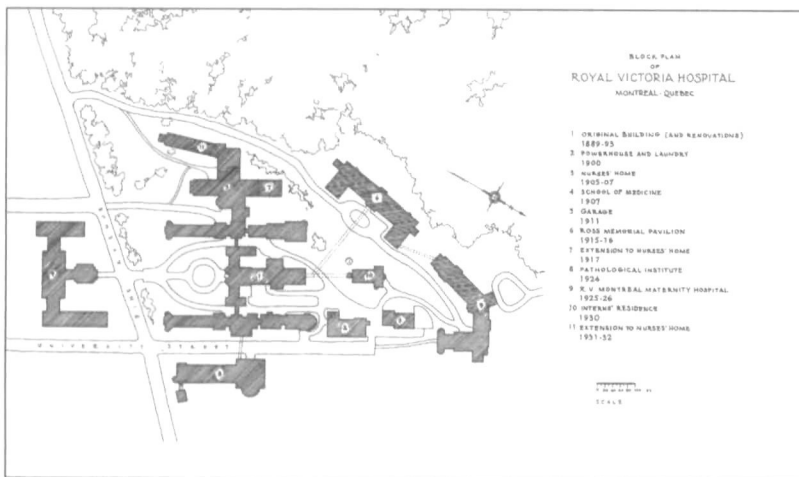 BLOCK PLAN
OF
ROYAL VICTORIA HOSPITAL
MONTREAL-QUEBEC
1 ORIGINAL BUILDING (AND RENOVATIONS)
1889-93
2 POWERHOUSE AND LAUNDRY
1900
3 NURSES' HOME
1905-07
4 SCHOOL OF MEDICINE
1907
5 GARAGE
1911
6 ROSS MEMORIAL PAVILION
1915-16
7 EXTENSION TO NURSES' HOME
1917
8 PATHOLOGICAL INSTITUTE
1924
9 R.V. MONTREAL MATERNITY HOSPITAL
1925-26
10 INTERNS' RESIDENCE
1930
11 EXTENSION TO NURSES' HOME
1931-32
SCALE
UNIVERSITY STREET